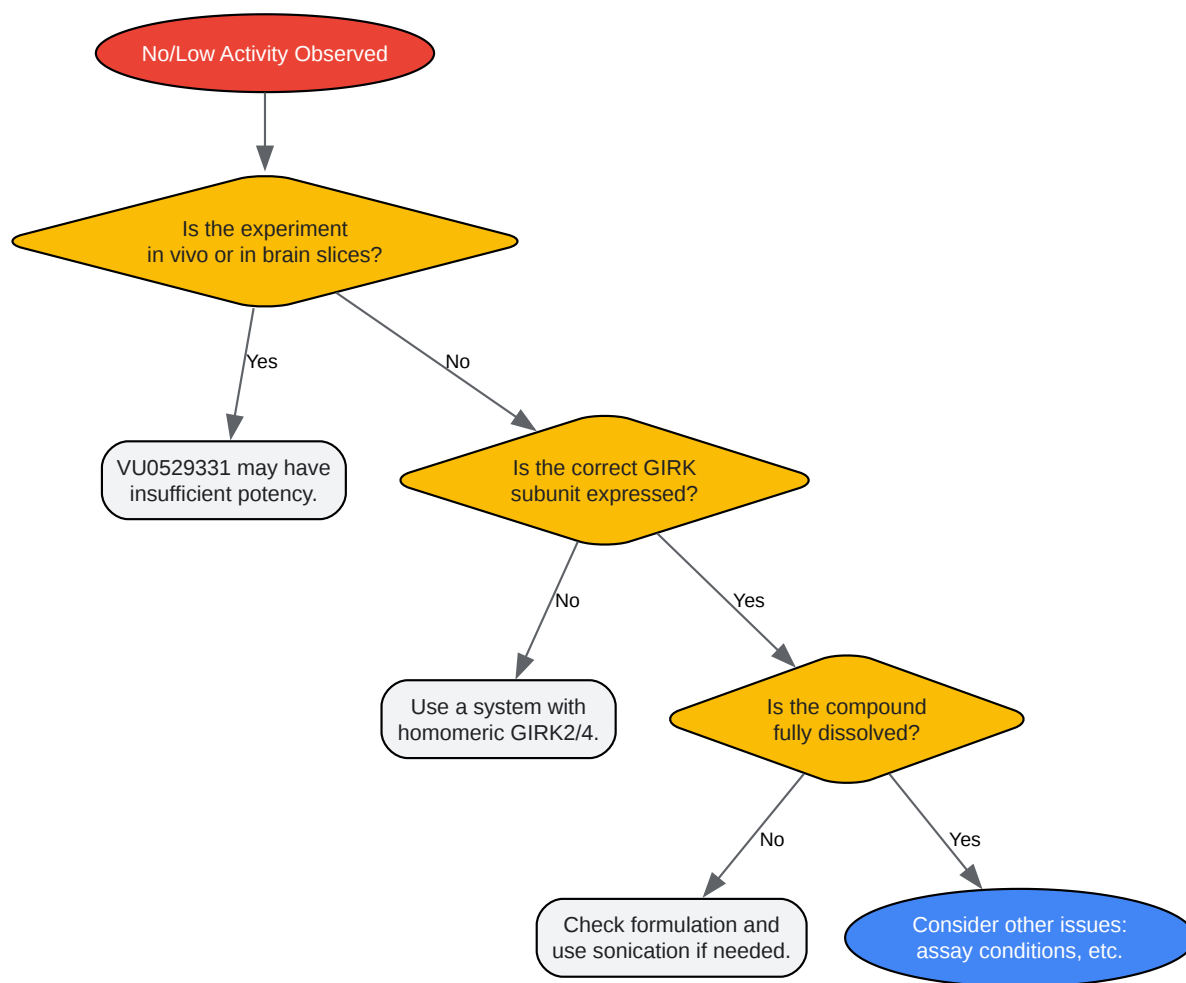 No/Low Activity Observed
Is the experiment
in vivo or in brain slices?
Yes
No
VU0529331 may have
insufficient potency.
Is the correct GIRK
subunit expressed?
No
Yes
Use a system with
homomeric GIRK2/4.
Is the compound
fully dissolved?
No
Yes
Check formulation and
use sonication if needed.
Consider other issues:
assay conditions, etc.